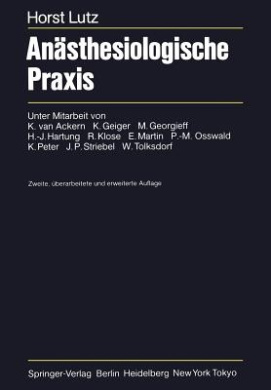 Horst Lutz
Anästhesiologische
Praxis
Unter Mitarbeit von
K. van Ackern K. Geiger M. Georgieff
H.-J. Hartung R. Klose E. Martin P.-M. Osswald
K. Peter J. P. Striebel W. Tolksdorf
Zweite, überarbeitete und erweiterte Auflage
Springer-Verlag Berlin Heidelberg New York Tokyo